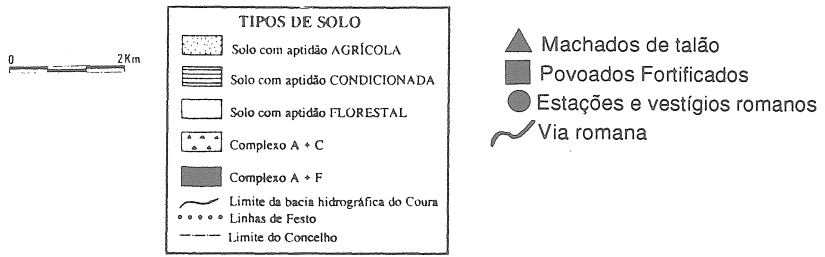 0 2Km
TIPOS DE SOLO
Solo com aptidão AGRÍCOLA
Solo com aptidão CONDICIONADA
Solo com aptidão FLORESTAL
Complexo A + C
Complexo A + F
Limite da bacia hidrográfica do Coura
Linhas de Festo
Limite do Concelho
Machados de talão
Povoados Fortificados
Estações e vestígios romanos
Via romana